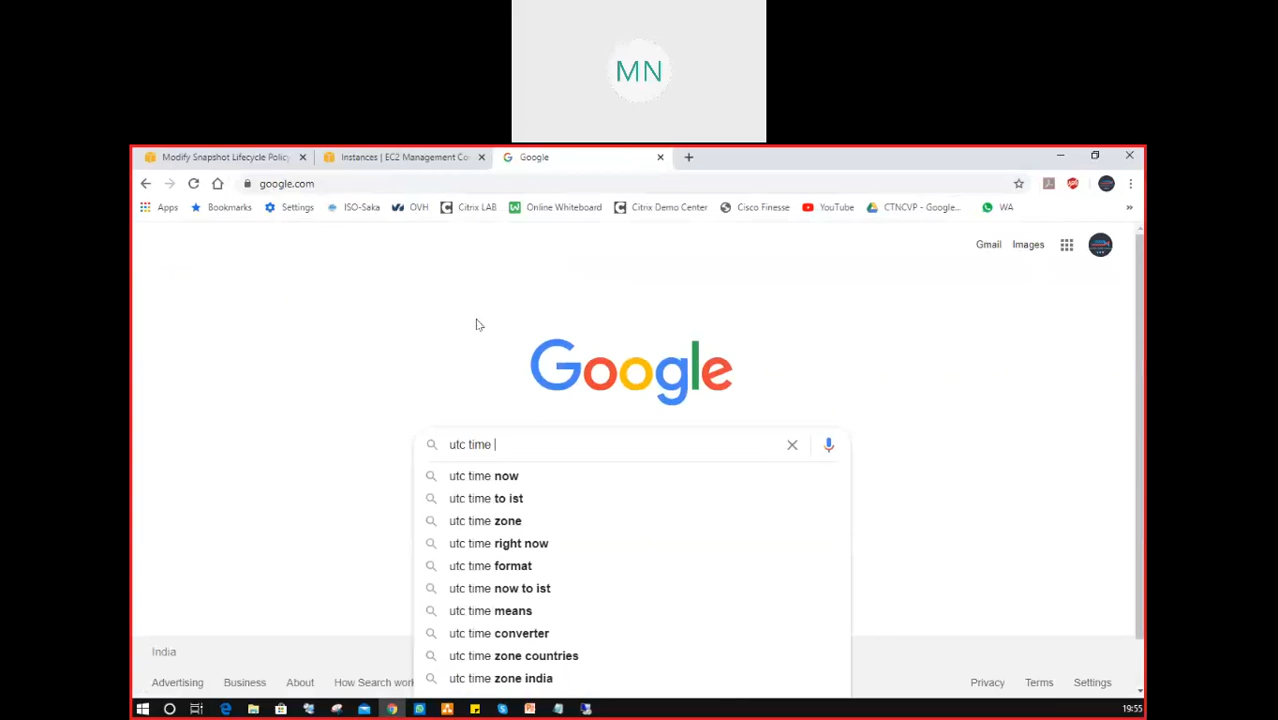 MN
Modify Snapshot Lifecycle Policy
Instances | EC2 Management Co
Google
google.com
Apps
Bookmarks
Settings
ISO-Saka
OVH
Citrix LAB
Online Whiteboard
Citrix Demo Center
Cisco Finesse
YouTube
CTNCVP - Google...
WA
»
Gmail
Images
Google
utc time
utc time now
utc time to ist
utc time zone
utc time right now
utc time format
utc time now to ist
utc time means
utc time converter
utc time zone countries
utc time zone india
India
Advertising
Business
About
How Search work
Privacy
Terms
Settings
19:55